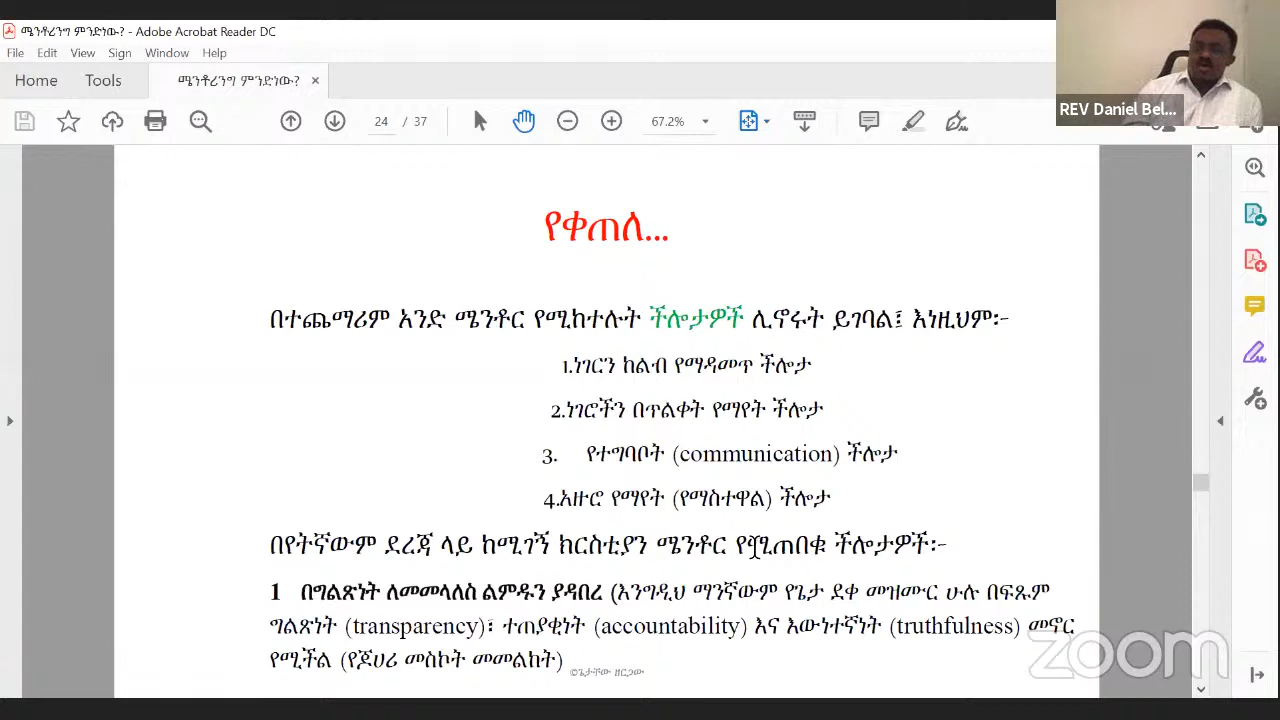 ሜንቶሪንግ ምንድነው? - Adobe Acrobat Reader DC
File Edit View Sign Window Help
Home Tools ሜንቶሪንግ ምንድነው? ×
24 / 37 67.2%
REV Daniel Bel...
የቀጠለ...
በተጨማሪም አንድ ሜንቶር የሚከተሉት ችሎታዎች ሊኖሩት ይገባል፤ እነዚህም፡-
1.ነገርን ከልብ የማዳመጥ ችሎታ
2.ነገሮችን በጥልቀት የማየት ችሎታ
3. የተግባቦት (communication) ችሎታ
4.አዙሮ የማየት (የማስተዋል) ችሎታ
በየትኛውም ደረጃ ላይ ከሚገኝ ክርስቲያን ሜንቶር የሚጠበቁ ችሎታዎች፡-
1 በግልጽነት ለመመላለስ ልምዱን ያዳበረ (እንግዲህ ማንኛውም የጌታ ደቀ መዝሙር ሁሉ በፍጹም
ግልጽነት (transparency)፣ ተጠያቂነት (accountability) እና እውነተኛነት (truthfulness) መኖር
የሚችል (የጆሀሪ መስኮት መመልከት)
©ጌታቸው ዘርጋው
zoom